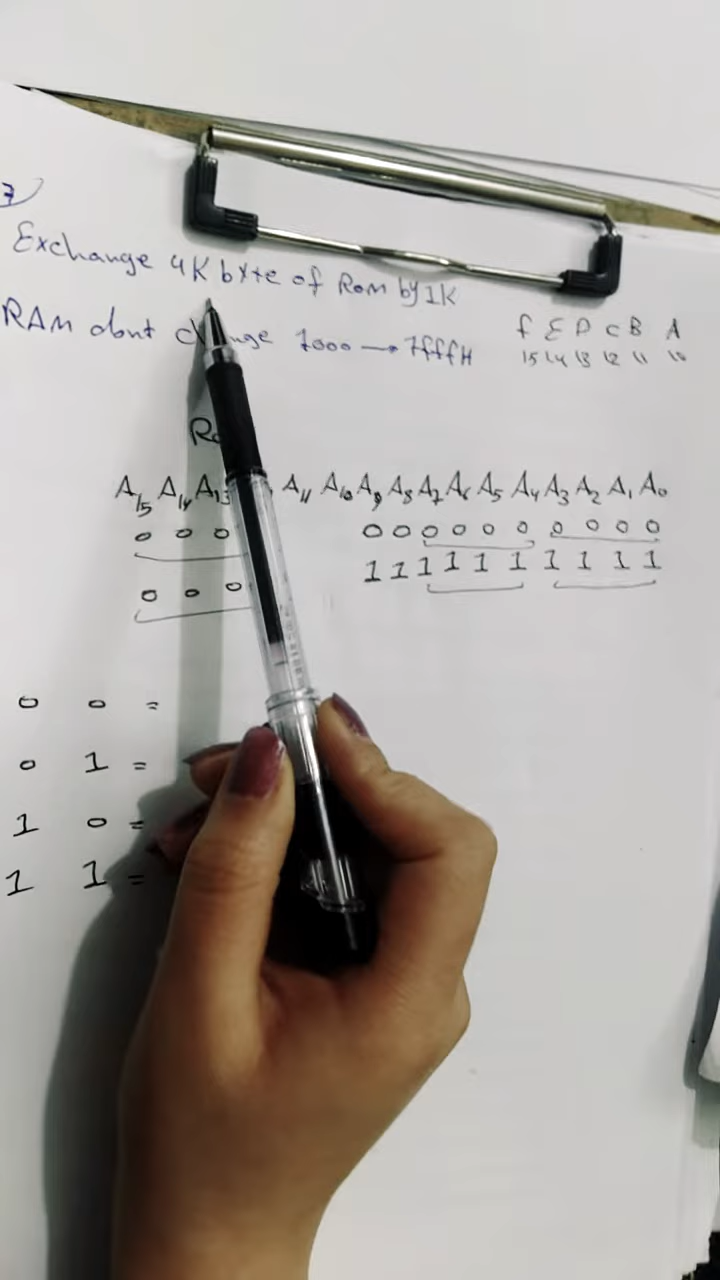 7)
Exchange 4K byte of Rom by 1K
RAM dont change 7000 → 7fffH
f E D C B A
15 14 13 12 11 10
A15 A14 A13 A11 A10 A9 A8 A7 A6 A5 A4 A3 A2 A1 A0
0 0 0 0 0 0 0 0 0 0 0 0 0
1 1 1 1 1 1 1 1 1 1
0 0 0
0 0 =
0 1 =
1 0 =
1 1 =